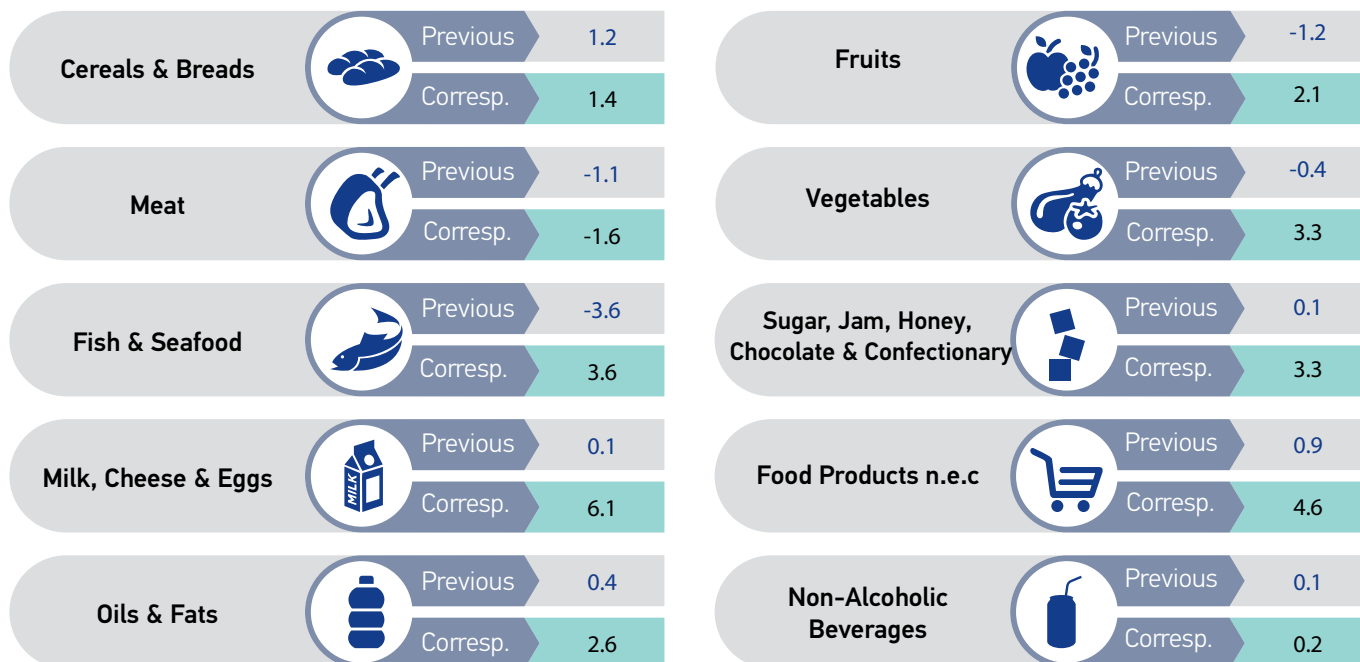 Cereals & Breads
Previous
1.2
Corresp.
1.4
Meat
Previous
-1.1
Corresp.
-1.6
Fish & Seafood
Previous
-3.6
Corresp.
3.6
Milk, Cheese & Eggs
MILK
Previous
0.1
Corresp.
6.1
Oils & Fats
Previous
0.4
Corresp.
2.6
Fruits
Previous
-1.2
Corresp.
2.1
Vegetables
Previous
-0.4
Corresp.
3.3
Sugar, Jam, Honey,
Chocolate & Confectionary
Previous
0.1
Corresp.
3.3
Food Products n.e.c
Previous
0.9
Corresp.
4.6
Non-Alcoholic
Beverages
Previous
0.1
Corresp.
0.2